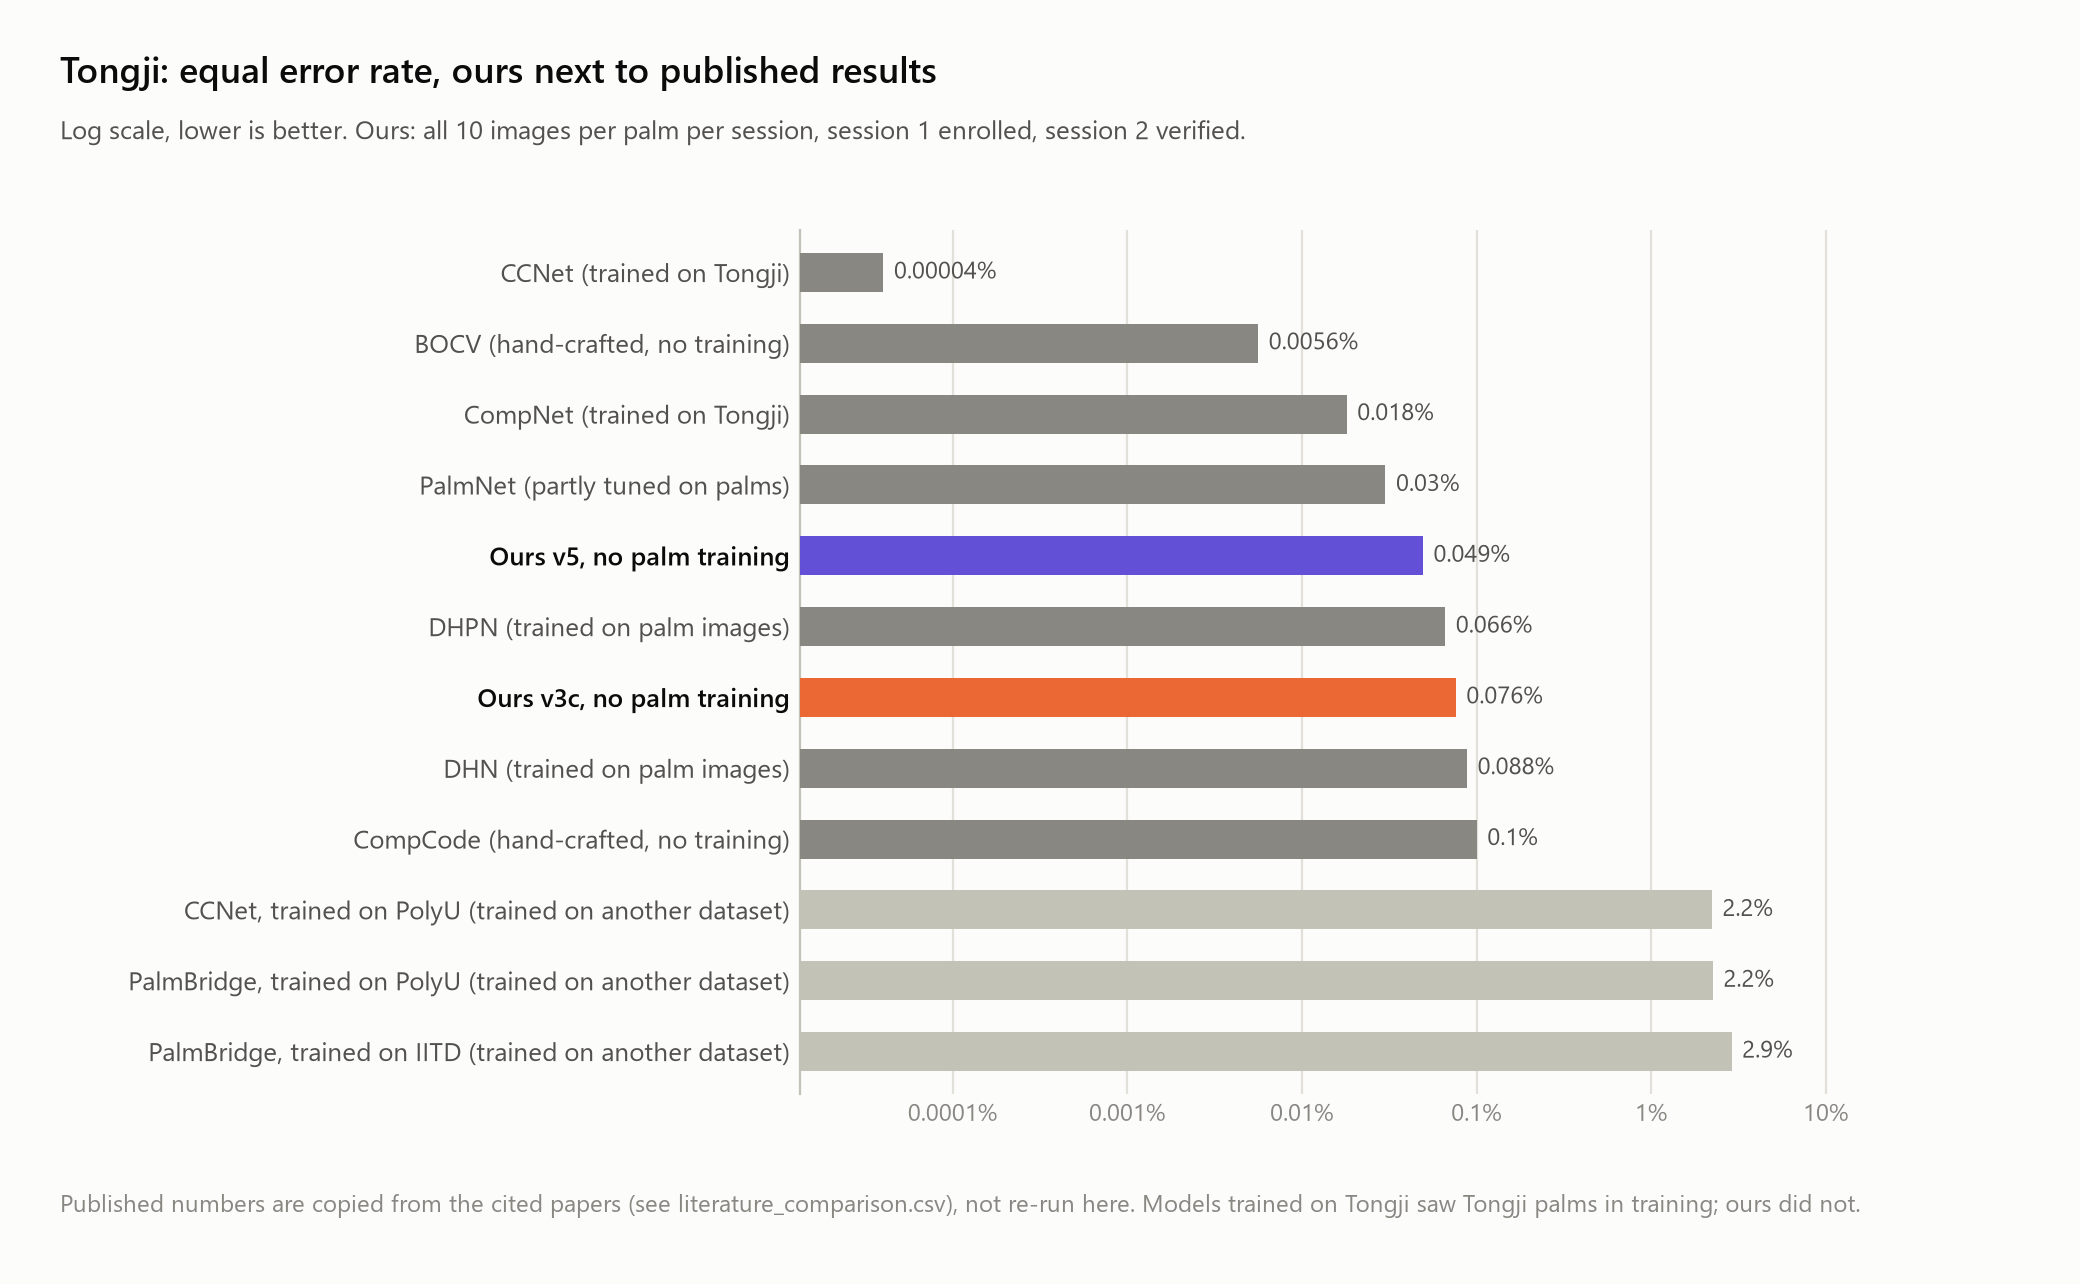 Tongji: equal error rate, ours next to published results
Log scale, lower is better. Ours: all 10 images per palm per session, session 1 enrolled, session 2 verified.
CCNet (trained on Tongji) 0.00004%
BOCV (hand-crafted, no training) 0.0056%
CompNet (trained on Tongji) 0.018%
PalmNet (partly tuned on palms) 0.03%
Ours v5, no palm training 0.049%
DHPN (trained on palm images) 0.066%
Ours v3c, no palm training 0.076%
DHN (trained on palm images) 0.088%
CompCode (hand-crafted, no training) 0.1%
CCNet, trained on PolyU (trained on another dataset) 2.2%
PalmBridge, trained on PolyU (trained on another dataset) 2.2%
PalmBridge, trained on IITD (trained on another dataset) 2.9%
0.0001% 0.001% 0.01% 0.1% 1% 10%
Published numbers are copied from the cited papers (see literature_comparison.csv), not re-run here. Models trained on Tongji saw Tongji palms in training; ours did not.